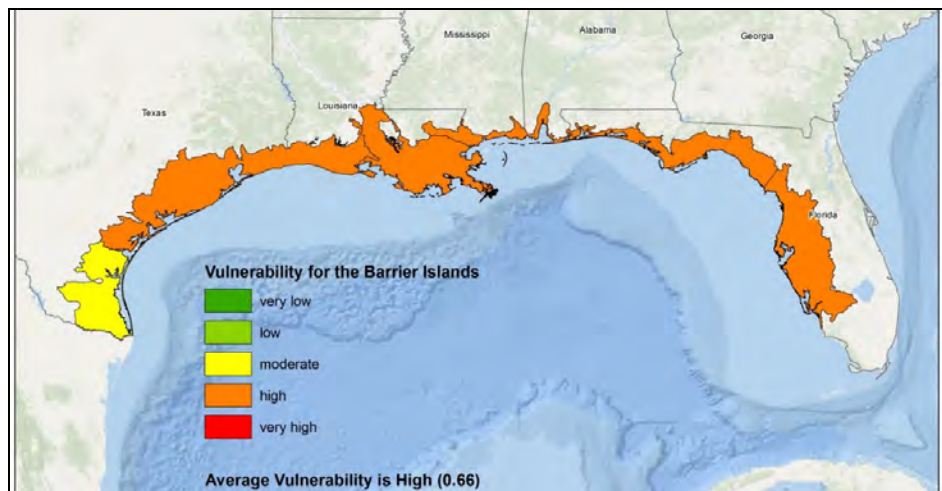 Mississippi
Alabama
Georgia
Texas
Louisiana
Florida
Vulnerability for the Barrier Islands
very low
low
moderate
high
very high
Average Vulnerability is High (0.66)